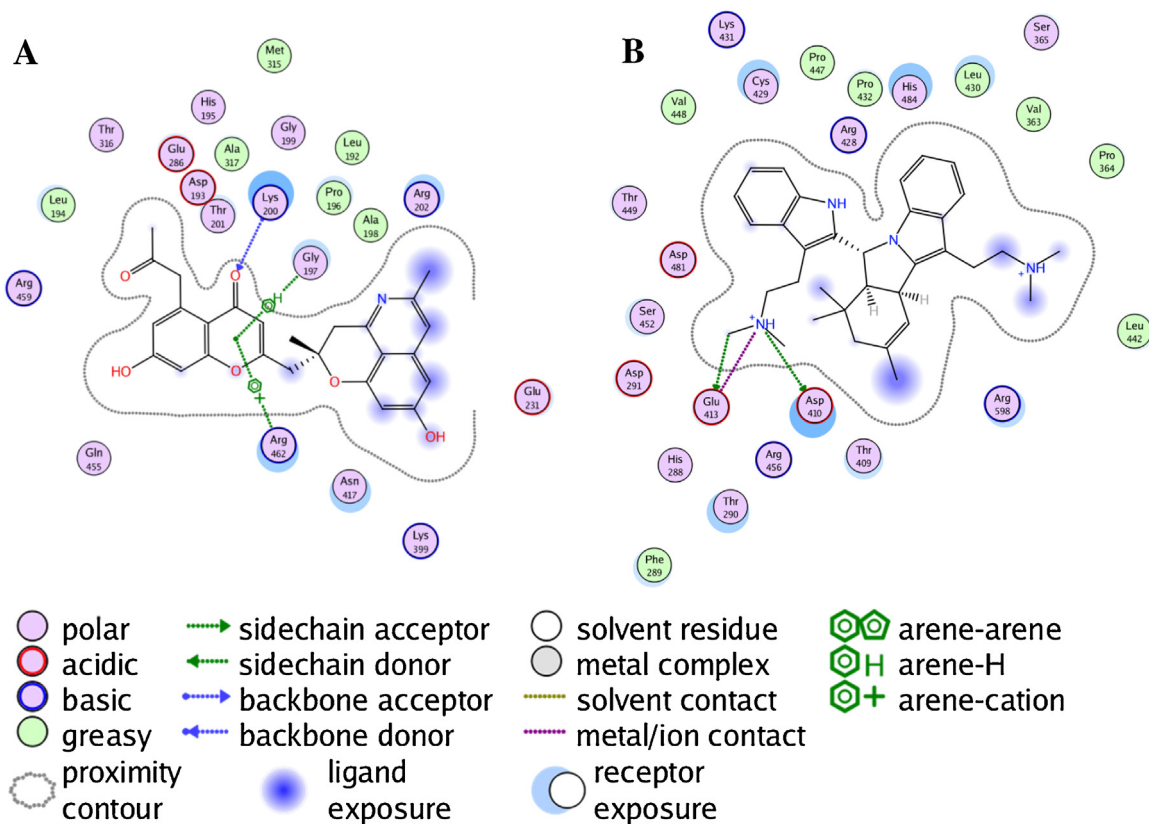 A
Met
315
His
195
Gly
199
Thr
316
Glu
286
Ala
317
Leu
192
Asp
193
Lys
200
Pro
196
Arg
202
Leu
194
Thr
201
Ala
198
Gly
197
Arg
459
O
O
H
N
HO
O
O
+
OH
Glu
231
Arg
462
Gln
455
Asn
417
Lys
399
B
Lys
431
Ser
365
Pro
447
Cys
429
Pro
432
His
484
Leu
430
Val
448
Val
363
Arg
428
Pro
364
Thr
449
NH
N
Asp
481
NH
+
H
H
Ser
452
NH
+
Leu
442
Asp
291
Glu
413
Asp
410
Arg
598
His
288
Arg
456
Thr
409
Thr
290
Phe
289
polar
sidechain acceptor
solvent residue
arene-arene
acidic
sidechain donor
metal complex
H arene-H
basic
backbone acceptor
solvent contact
+ arene-cation
greasy
backbone donor
metal/ion contact
proximity
contour
ligand
exposure
receptor
exposure